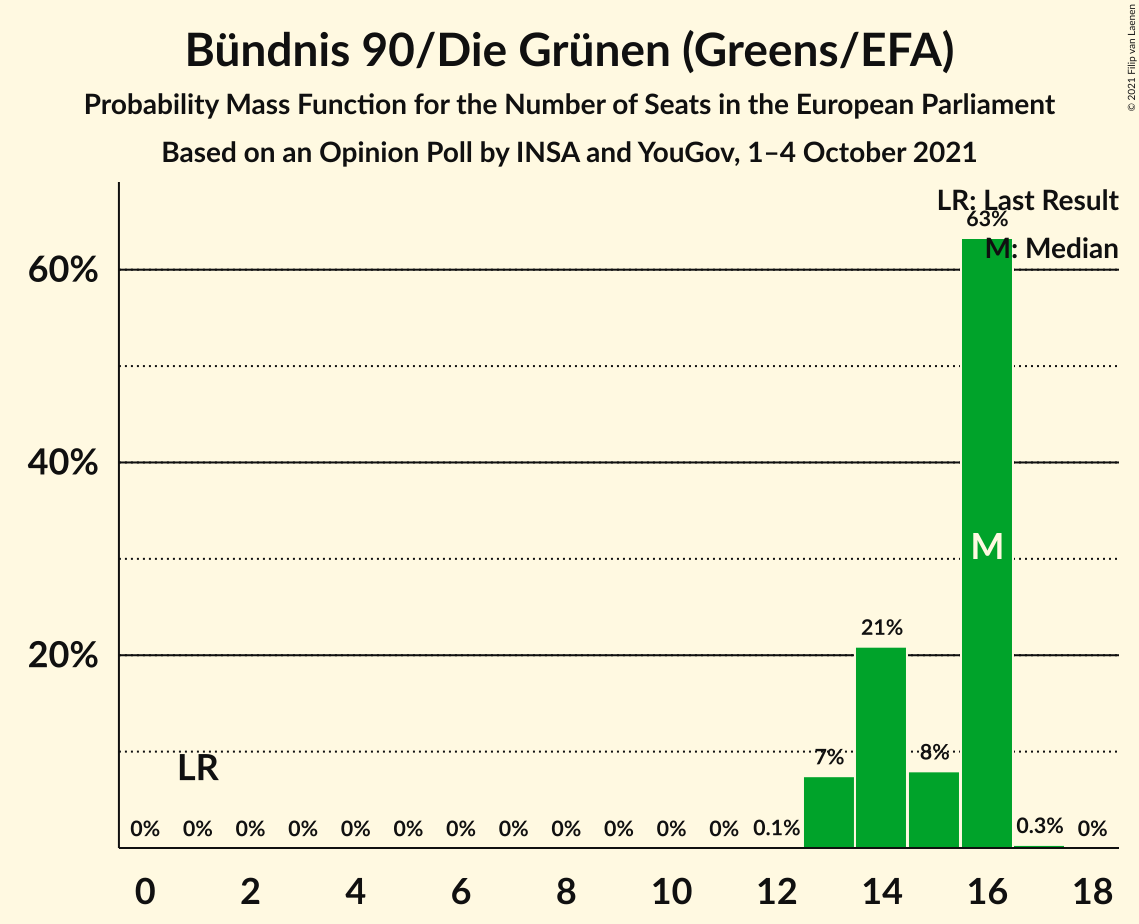 Bündnis 90/Die Grünen (Greens/EFA)
Probability Mass Function for the Number of Seats in the European Parliament
Based on an Opinion Poll by INSA and YouGov, 1–4 October 2021
© 2021 Filip van Laenen
LR: Last Result
63%
M: Median
60%
40%
M
21%
20%
7%
8%
LR
0% 0% 0% 0% 0% 0% 0% 0% 0% 0% 0% 0% 0.1% 0.3% 0%
0 2 4 6 8 10 12 14 16 18